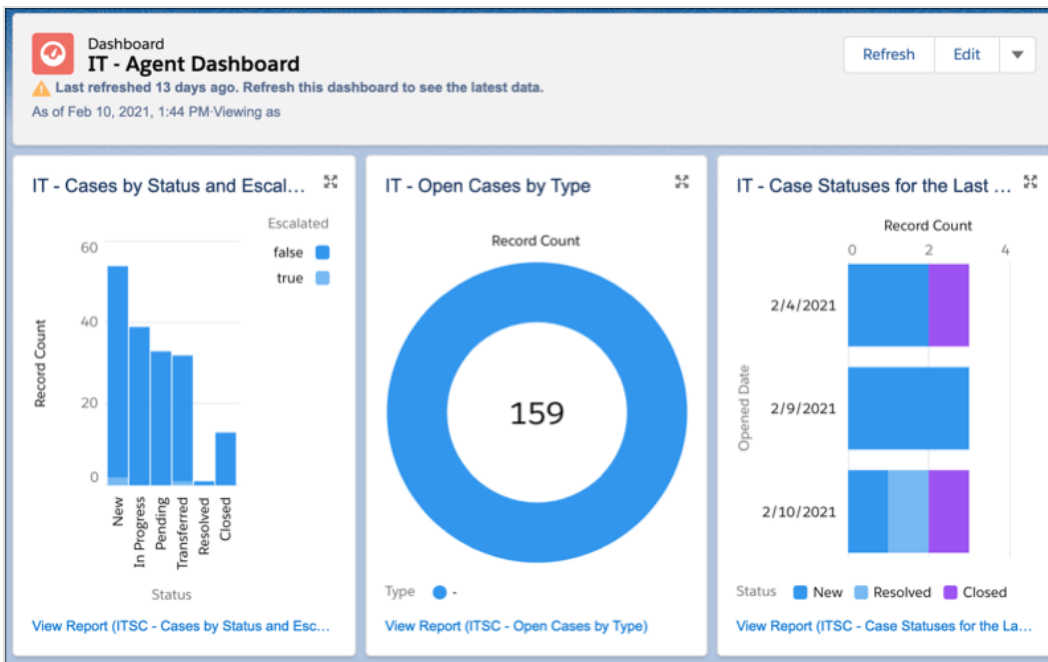 Dashboard
IT - Agent Dashboard
Last refreshed 13 days ago. Refresh this dashboard to see the latest data.
As of Feb 10, 2021, 1:44 PM·Viewing as
Refresh
Edit
IT - Cases by Status and Escal...
Escalated
false
true
60
40
20
0
Record Count
New
In Progress
Pending
Transferred
Resolved
Closed
Status
View Report (ITSC - Cases by Status and Esc...
IT - Open Cases by Type
Record Count
159
Type -
View Report (ITSC - Open Cases by Type)
IT - Case Statuses for the Last ...
Record Count
0 2 4
Opened Date
2/4/2021
2/9/2021
2/10/2021
Status New Resolved Closed
View Report (ITSC - Case Statuses for the La...